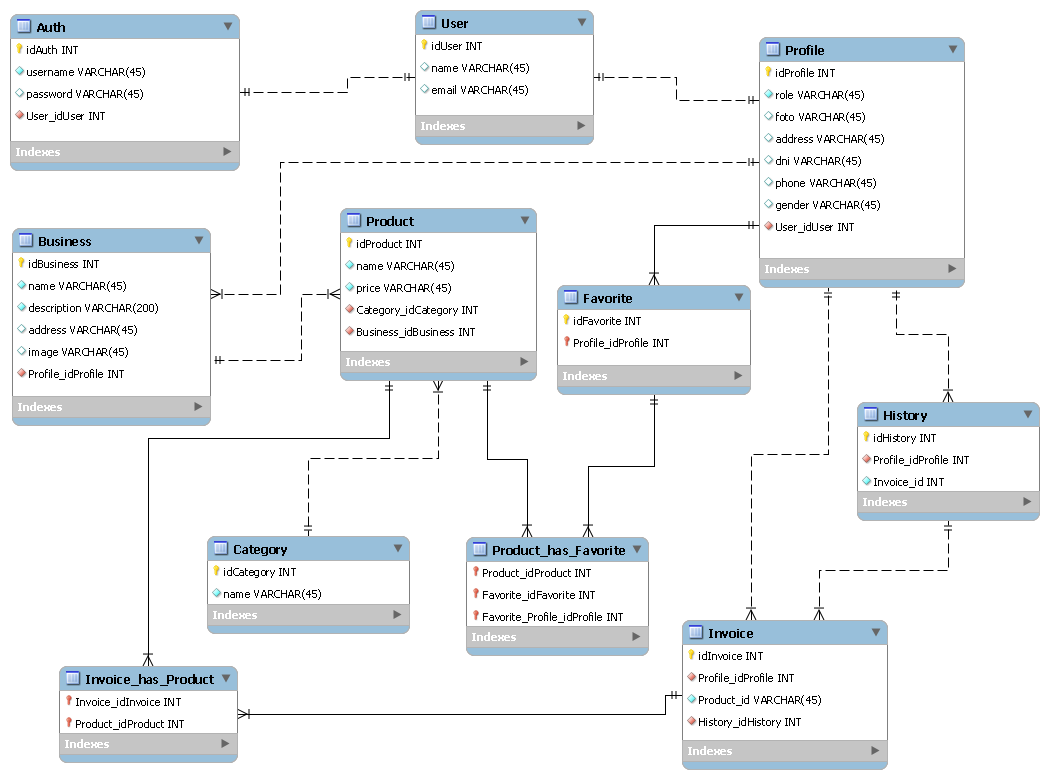 Auth
idAuth INT
username VARCHAR(45)
password VARCHAR(45)
User_idUser INT
Indexes
User
idUser INT
name VARCHAR(45)
email VARCHAR(45)
Indexes
Profile
idProfile INT
role VARCHAR(45)
foto VARCHAR(45)
address VARCHAR(45)
dni VARCHAR(45)
phone VARCHAR(45)
gender VARCHAR(45)
User_idUser INT
Indexes
Business
idBusiness INT
name VARCHAR(45)
description VARCHAR(200)
address VARCHAR(45)
image VARCHAR(45)
Profile_idProfile INT
Indexes
Product
idProduct INT
name VARCHAR(45)
price VARCHAR(45)
Category_idCategory INT
Business_idBusiness INT
Indexes
Favorite
idFavorite INT
Profile_idProfile INT
Indexes
History
idHistory INT
Profile_idProfile INT
Invoice_id INT
Indexes
Category
idCategory INT
name VARCHAR(45)
Indexes
Product_has_Favorite
Product_idProduct INT
Favorite_idFavorite INT
Favorite_Profile_idProfile INT
Indexes
Invoice
idInvoice INT
Profile_idProfile INT
Product_id VARCHAR(45)
History_idHistory INT
Indexes
Invoice_has_Product
Invoice_idInvoice INT
Product_idProduct INT
Indexes